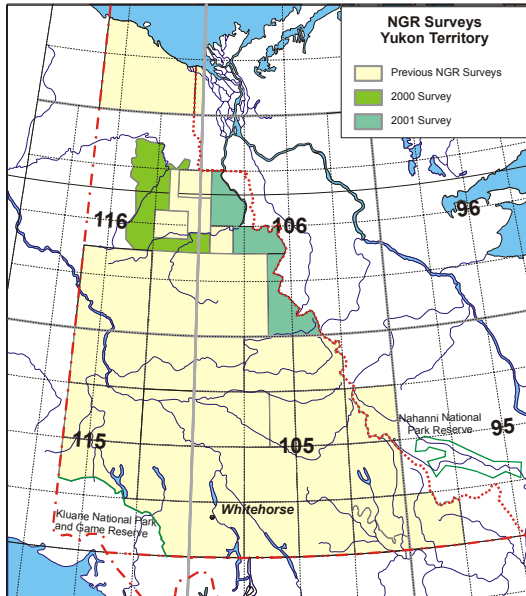 NGR Surveys
Yukon Territory
Previous NGR Surveys
2000 Survey
2001 Survey
116
106
96
Nahanni National
Park Reserve
95
115
105
Kluane National Park
and Game Reserve
Whitehorse